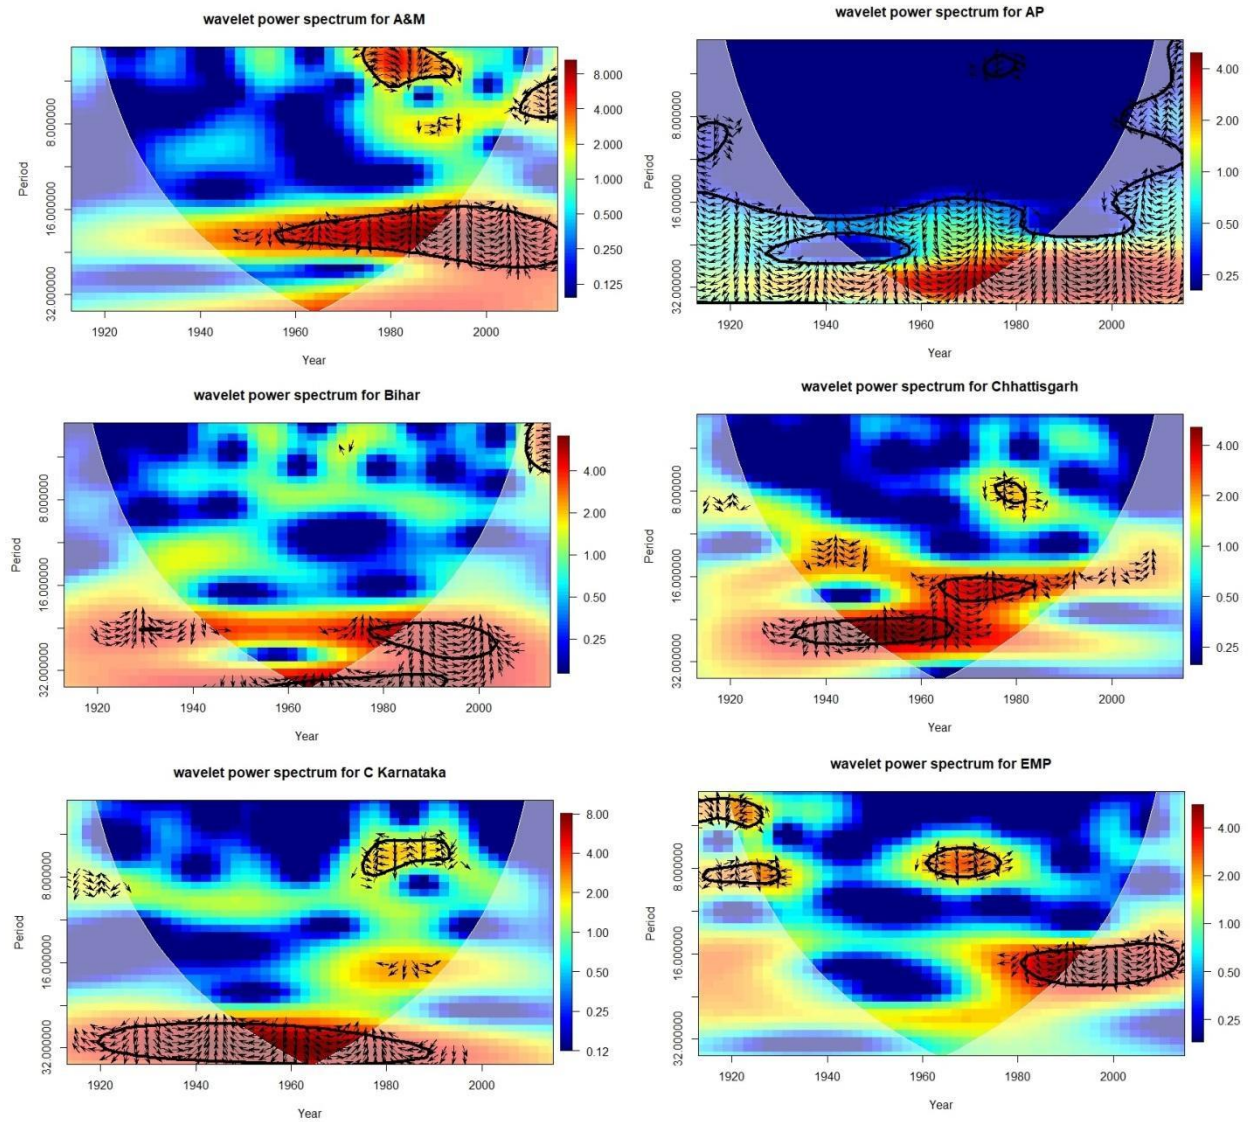 wavelet power spectrum for A&M
Period
8.000000
16.000000
32.000000
1920 1940 1960 1980 2000
Year
8.000
4.000
2.000
1.000
0.500
0.250
0.125
wavelet power spectrum for AP
Period
8.000000
16.000000
32.000000
1920 1940 1960 1980 2000
Year
4.00
2.00
1.00
0.50
0.25
wavelet power spectrum for Bihar
Period
8.000000
16.000000
32.000000
1920 1940 1960 1980 2000
Year
4.00
2.00
1.00
0.50
0.25
wavelet power spectrum for Chhattisgarh
Period
8.000000
16.000000
32.000000
1920 1940 1960 1980 2000
Year
4.00
2.00
1.00
0.50
0.25
wavelet power spectrum for C Karnataka
Period
8.000000
16.000000
32.000000
1920 1940 1960 1980 2000
Year
8.00
4.00
2.00
1.00
0.50
0.25
0.12
wavelet power spectrum for EMP
Period
8.000000
16.000000
32.000000
1920 1940 1960 1980 2000
Year
4.00
2.00
1.00
0.50
0.25